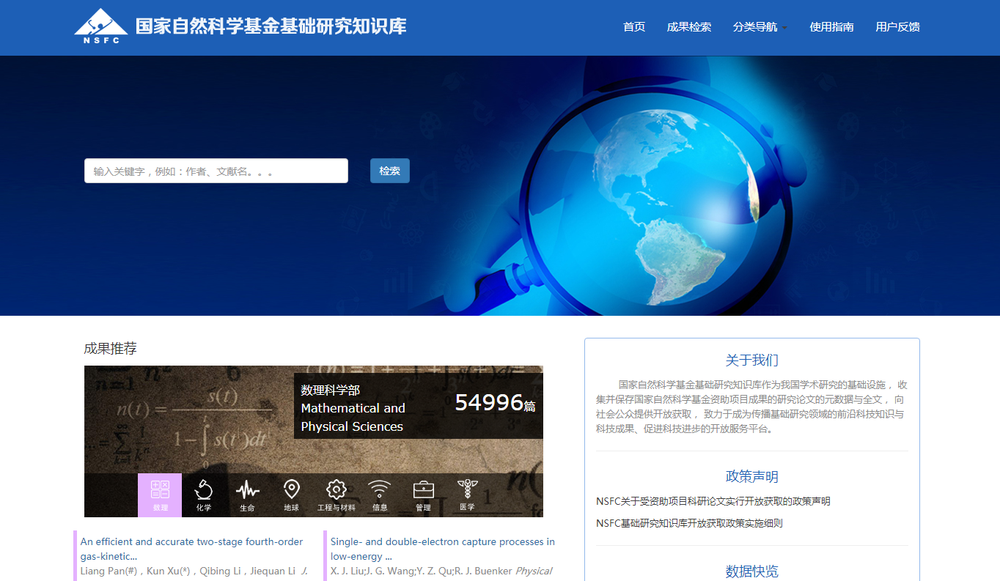 国家自然科学基金基础研究知识库
NSFC
首页 成果检索 分类导航 使用指南 用户反馈
输入关键字，例如：作者、文献名。。。
检索
成果推荐
数理科学部
Mathematical and
Physical Sciences
54996篇
n(t) =
s(t)
1-∫s(t')dt'
数理 化学 生命 地球 工程与材料 信息 管理 医学
An efficient and accurate two-stage fourth-order
gas-kinetic...
Liang Pan(#)，Kun Xu(*)，Qibing Li，Jiequan Li J.
Single- and double-electron capture processes in
low-energy ...
X. J. Liu;J. G. Wang;Y. Z. Qu;R. J. Buenker Physical
关于我们
国家自然科学基金基础研究知识库作为我国学术研究的基础设施， 收
集并保存国家自然科学基金资助项目成果的研究论文的元数据与全文， 向
社会公众提供开放获取， 致力于成为传播基础研究领域的前沿科技知识与
科技成果、促进科技进步的开放服务平台。
政策声明
NSFC关于受资助项目科研论文实行开放获取的政策声明
NSFC基础研究知识库开放获取政策实施细则
数据快览